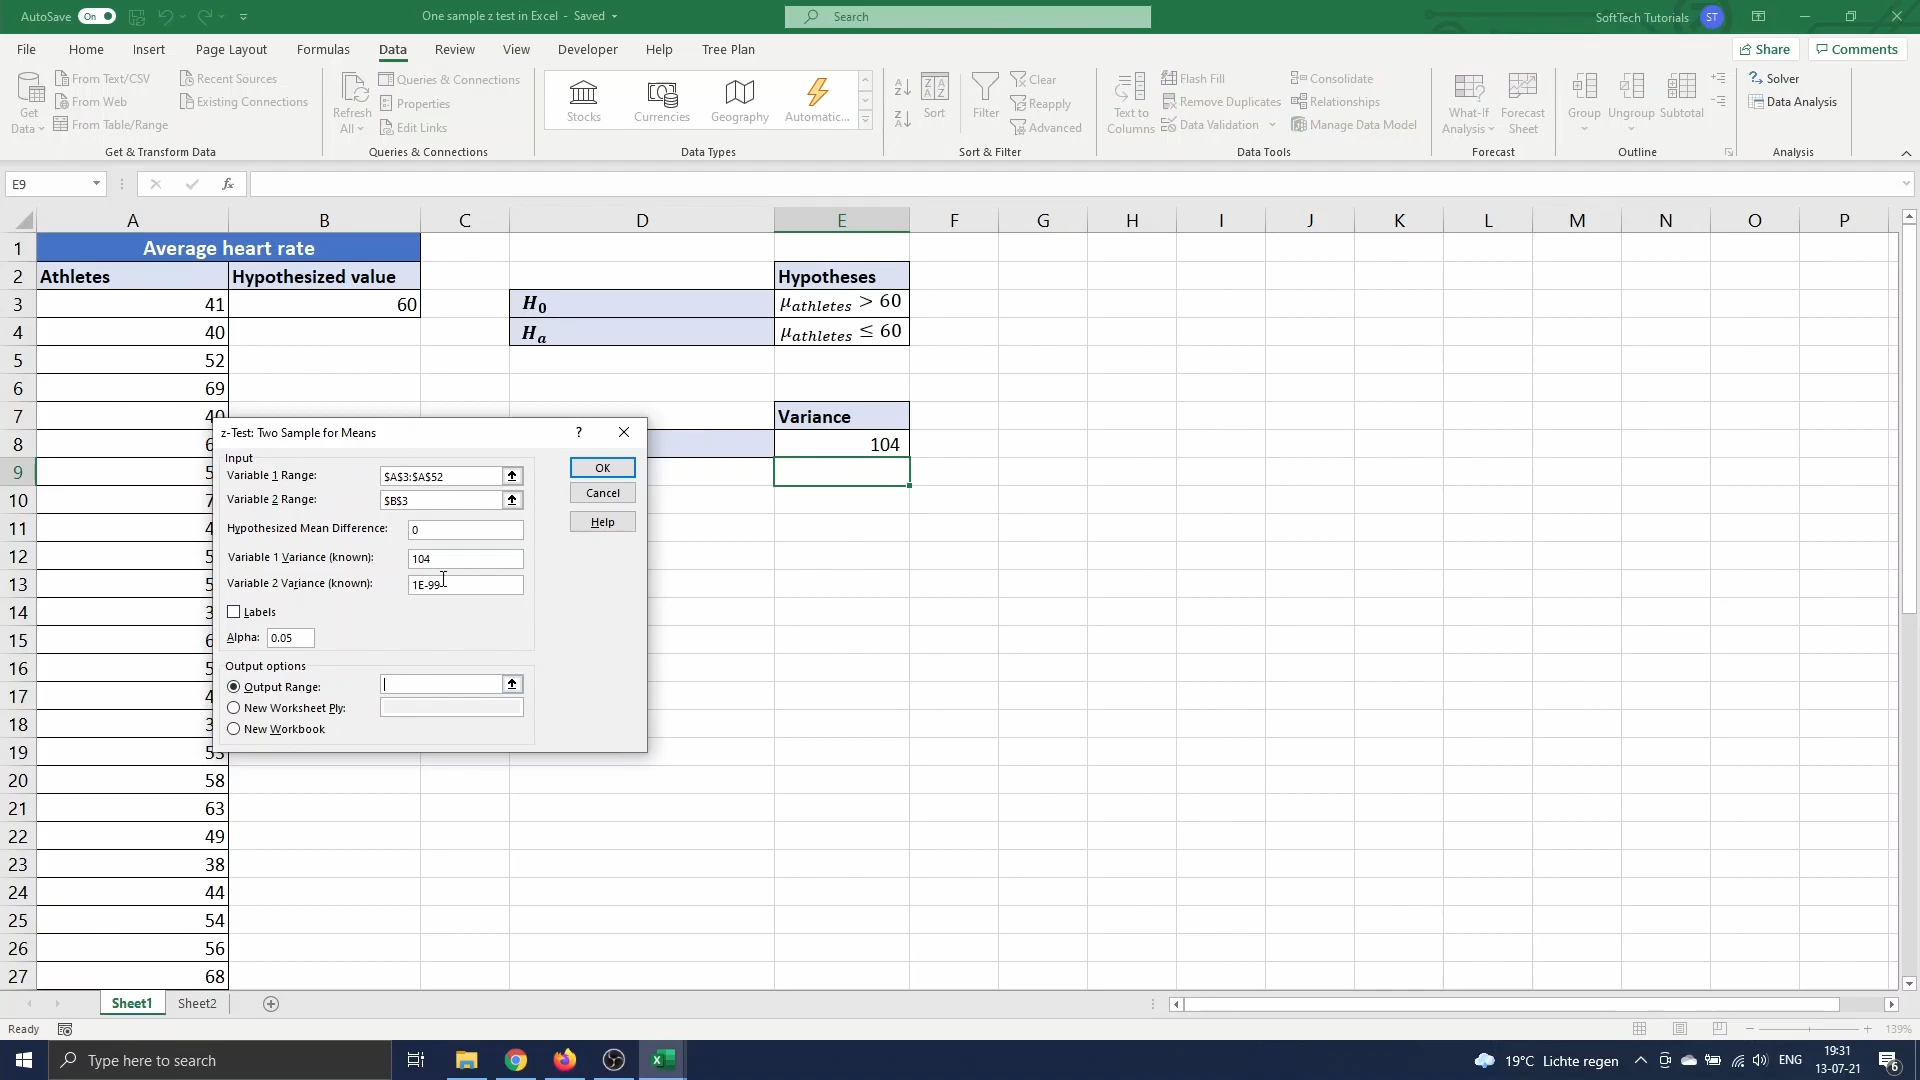 AutoSave On
One sample z test in Excel - Saved
Search
SoftTech Tutorials ST
File Home Insert Page Layout Formulas Data Review View Developer Help Tree Plan
Share Comments
Get Data
From Text/CSV
From Web
From Table/Range
Recent Sources
Existing Connections
Get & Transform Data
Refresh All
Queries & Connections
Properties
Edit Links
Queries & Connections
Stocks Currencies Geography Automatic...
Data Types
Sort
Filter
Clear
Reapply
Advanced
Sort & Filter
Text to Columns
Flash Fill
Remove Duplicates
Data Validation
Consolidate
Relationships
Manage Data Model
Data Tools
What-If Analysis
Forecast Sheet
Forecast
Group Ungroup Subtotal
Outline
Solver
Data Analysis
Analysis
E9 fx
A B C D E F G H I J K L M N O P
1 Average heart rate
2 Athletes Hypothesized value Hypotheses
3 41 60 H0 μathletes > 60
4 40 Ha μathletes ≤ 60
5 52
6 69
7 40 Variance
8 6 104
9 5
10 7
11 4
12 5
13 5
14 3
15 6
16 5
17 4
18 3
19 53
20 58
21 63
22 49
23 38
24 44
25 54
26 56
27 68
z-Test: Two Sample for Means ?
Input
Variable 1 Range: $A$3:$A$52
Variable 2 Range: $B$3
Hypothesized Mean Difference: 0
Variable 1 Variance (known): 104
Variable 2 Variance (known): 1E-99
Labels
Alpha: 0.05
Output options
Output Range:
New Worksheet Ply:
New Workbook
OK
Cancel
Help
Sheet1 Sheet2
Ready
139%
Type here to search
19°C Lichte regen
ENG
19:31
13-07-21
6